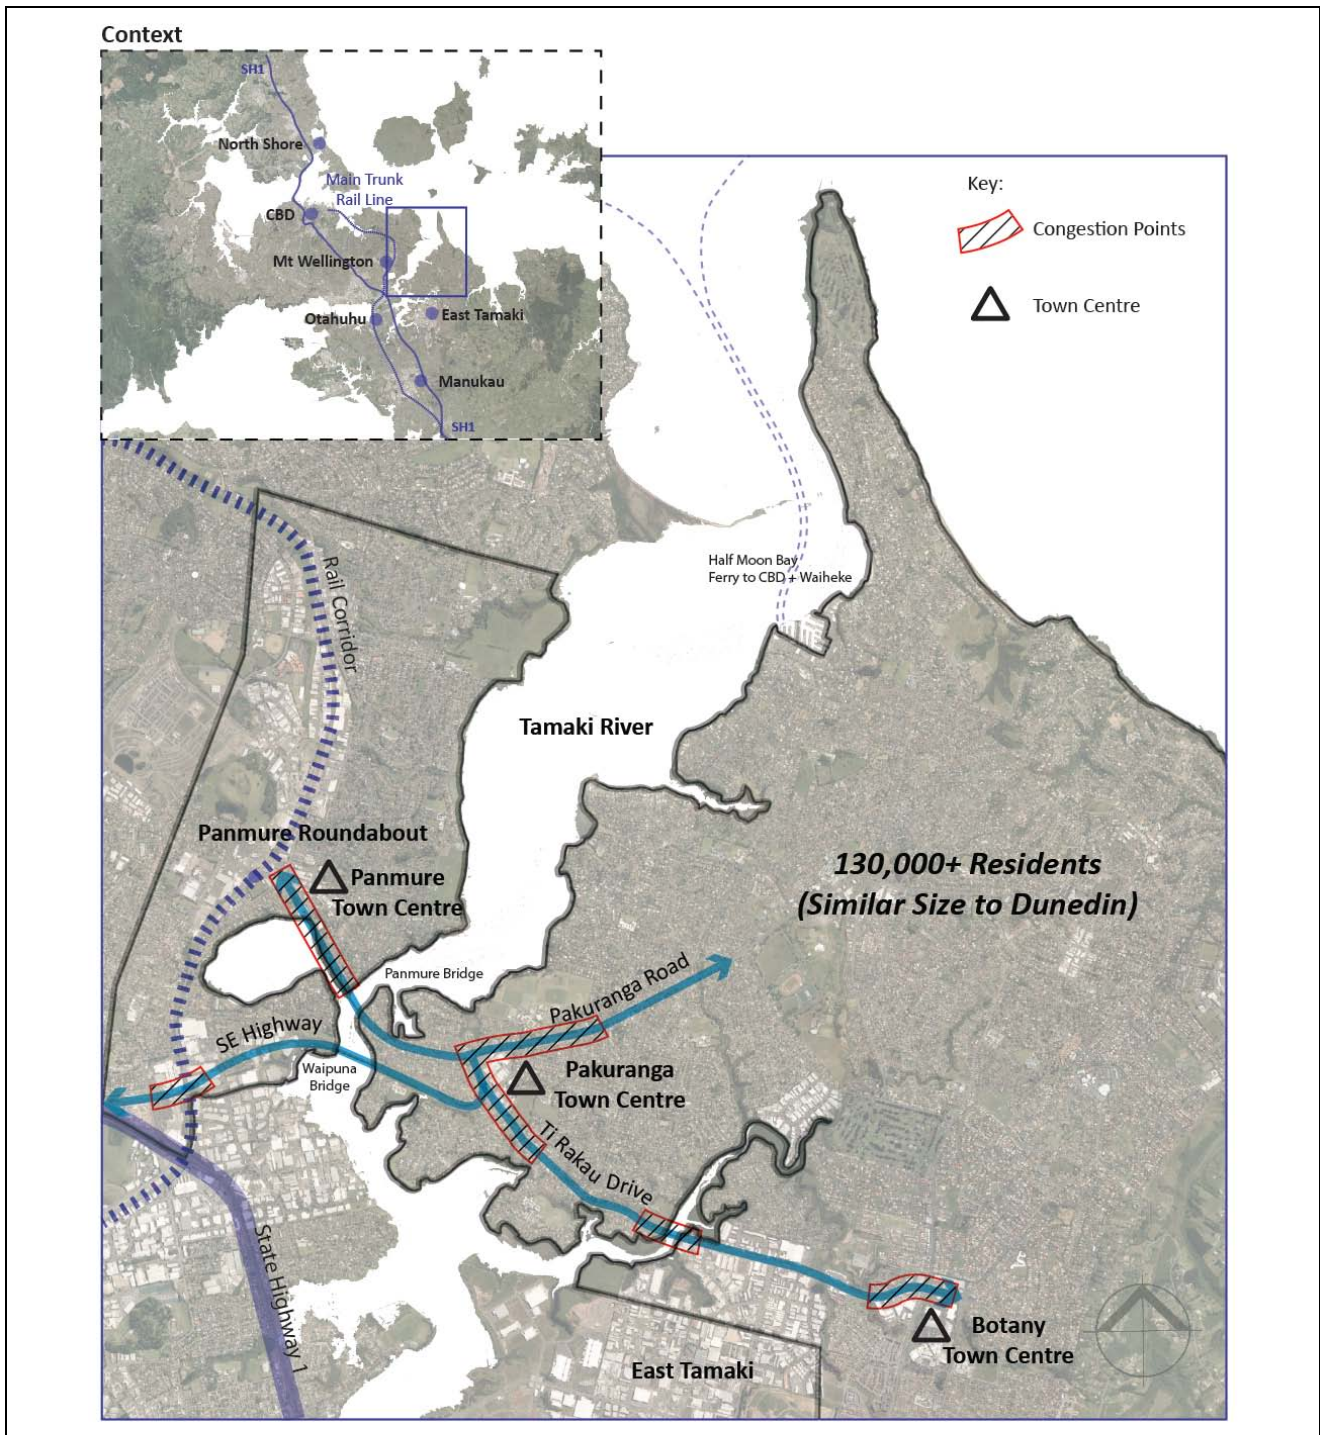 Context
SH1
North Shore
Main Trunk
Rail Line
CBD
Mt Wellington
Otahuhu
East Tamaki
Manukau
SH1
Key:
Congestion Points
Town Centre
Rail Corridor
Half Moon Bay
Ferry to CBD + Waiheke
Tamaki River
Panmure Roundabout
Panmure
Town Centre
130,000+ Residents
(Similar Size to Dunedin)
Panmure Bridge
Pakuranga Road
SE Highway
Waipuna
Bridge
Pakuranga
Town Centre
Ti Rakau Drive
State Highway 1
Botany
Town Centre
East Tamaki